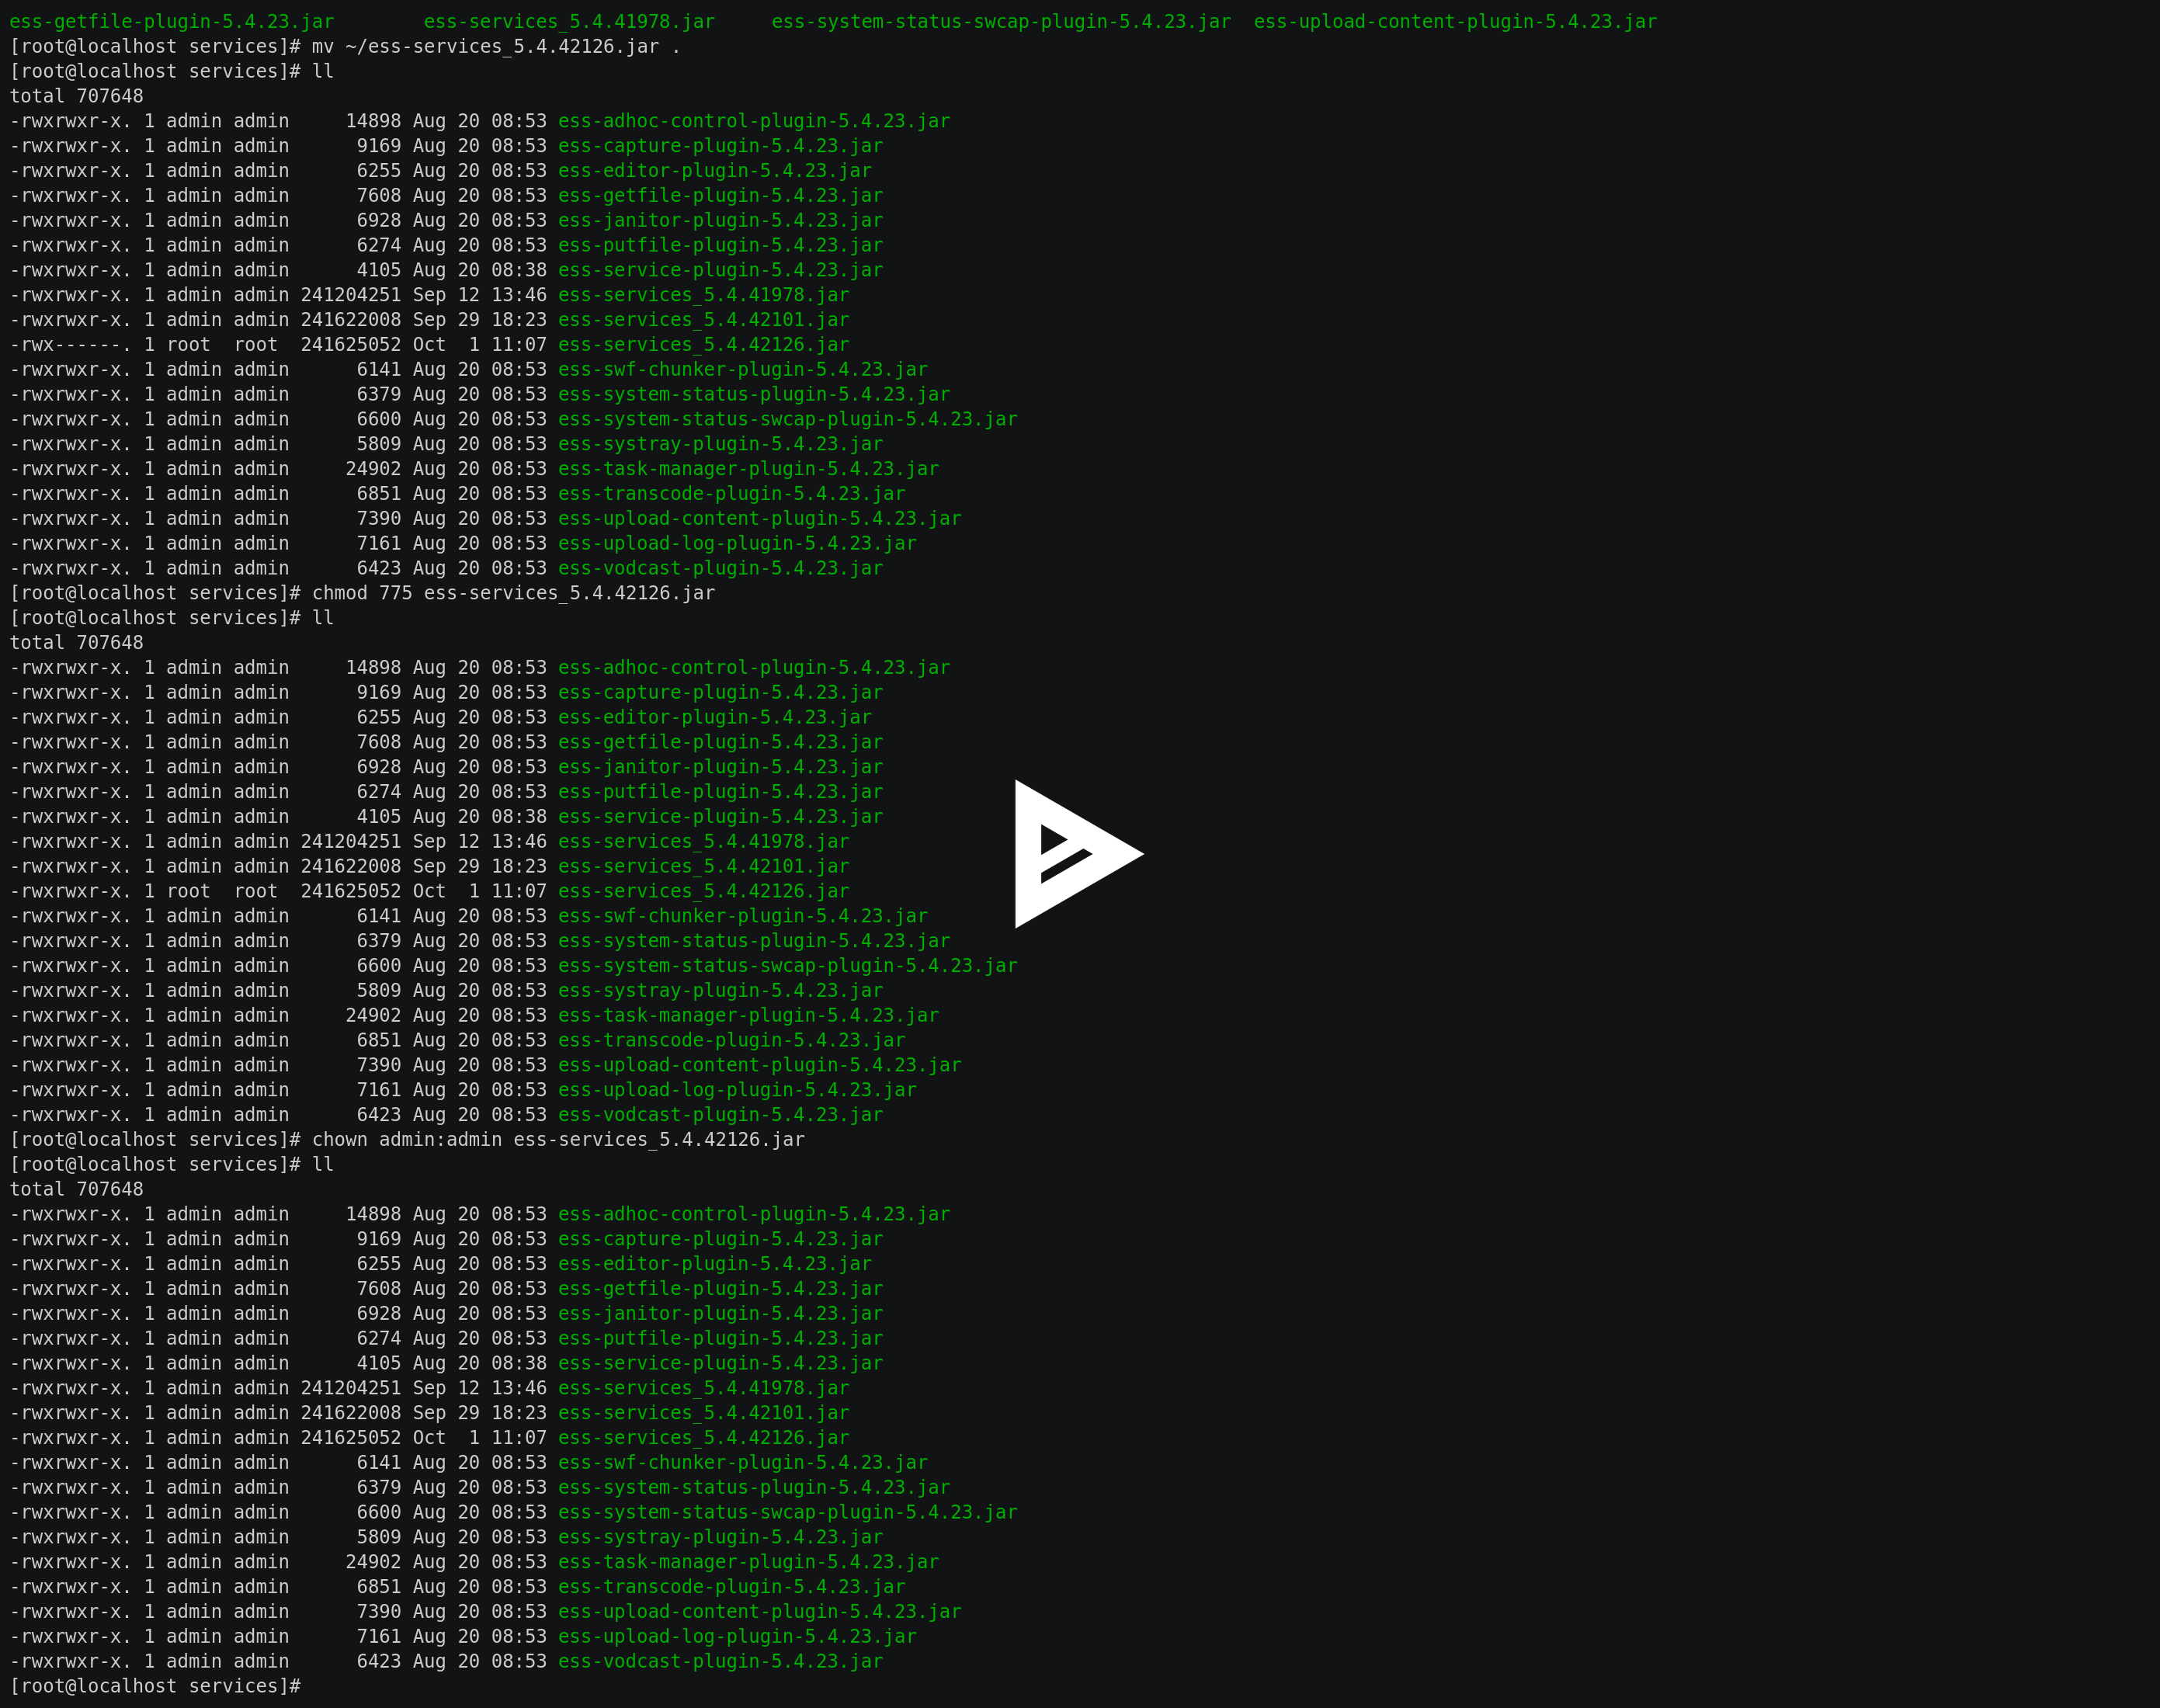 ess-getfile-plugin-5.4.23.jar        ess-services_5.4.41978.jar     ess-system-status-swcap-plugin-5.4.23.jar  ess-upload-content-plugin-5.4.23.jar
[root@localhost services]# mv ~/ess-services_5.4.42126.jar .
[root@localhost services]# ll
total 707648
-rwxrwxr-x. 1 admin admin     14898 Aug 20 08:53 ess-adhoc-control-plugin-5.4.23.jar
-rwxrwxr-x. 1 admin admin      9169 Aug 20 08:53 ess-capture-plugin-5.4.23.jar
-rwxrwxr-x. 1 admin admin      6255 Aug 20 08:53 ess-editor-plugin-5.4.23.jar
-rwxrwxr-x. 1 admin admin      7608 Aug 20 08:53 ess-getfile-plugin-5.4.23.jar
-rwxrwxr-x. 1 admin admin      6928 Aug 20 08:53 ess-janitor-plugin-5.4.23.jar
-rwxrwxr-x. 1 admin admin      6274 Aug 20 08:53 ess-putfile-plugin-5.4.23.jar
-rwxrwxr-x. 1 admin admin      4105 Aug 20 08:38 ess-service-plugin-5.4.23.jar
-rwxrwxr-x. 1 admin admin 241204251 Sep 12 13:46 ess-services_5.4.41978.jar
-rwxrwxr-x. 1 admin admin 241622008 Sep 29 18:23 ess-services_5.4.42101.jar
-rwx------. 1 root  root  241625052 Oct  1 11:07 ess-services_5.4.42126.jar
-rwxrwxr-x. 1 admin admin      6141 Aug 20 08:53 ess-swf-chunker-plugin-5.4.23.jar
-rwxrwxr-x. 1 admin admin      6379 Aug 20 08:53 ess-system-status-plugin-5.4.23.jar
-rwxrwxr-x. 1 admin admin      6600 Aug 20 08:53 ess-system-status-swcap-plugin-5.4.23.jar
-rwxrwxr-x. 1 admin admin      5809 Aug 20 08:53 ess-systray-plugin-5.4.23.jar
-rwxrwxr-x. 1 admin admin     24902 Aug 20 08:53 ess-task-manager-plugin-5.4.23.jar
-rwxrwxr-x. 1 admin admin      6851 Aug 20 08:53 ess-transcode-plugin-5.4.23.jar
-rwxrwxr-x. 1 admin admin      7390 Aug 20 08:53 ess-upload-content-plugin-5.4.23.jar
-rwxrwxr-x. 1 admin admin      7161 Aug 20 08:53 ess-upload-log-plugin-5.4.23.jar
-rwxrwxr-x. 1 admin admin      6423 Aug 20 08:53 ess-vodcast-plugin-5.4.23.jar
[root@localhost services]# chmod 775 ess-services_5.4.42126.jar
[root@localhost services]# ll
total 707648
-rwxrwxr-x. 1 admin admin     14898 Aug 20 08:53 ess-adhoc-control-plugin-5.4.23.jar
-rwxrwxr-x. 1 admin admin      9169 Aug 20 08:53 ess-capture-plugin-5.4.23.jar
-rwxrwxr-x. 1 admin admin      6255 Aug 20 08:53 ess-editor-plugin-5.4.23.jar
-rwxrwxr-x. 1 admin admin      7608 Aug 20 08:53 ess-getfile-plugin-5.4.23.jar
-rwxrwxr-x. 1 admin admin      6928 Aug 20 08:53 ess-janitor-plugin-5.4.23.jar
-rwxrwxr-x. 1 admin admin      6274 Aug 20 08:53 ess-putfile-plugin-5.4.23.jar
-rwxrwxr-x. 1 admin admin      4105 Aug 20 08:38 ess-service-plugin-5.4.23.jar
-rwxrwxr-x. 1 admin admin 241204251 Sep 12 13:46 ess-services_5.4.41978.jar
-rwxrwxr-x. 1 admin admin 241622008 Sep 29 18:23 ess-services_5.4.42101.jar
-rwxrwxr-x. 1 root  root  241625052 Oct  1 11:07 ess-services_5.4.42126.jar
-rwxrwxr-x. 1 admin admin      6141 Aug 20 08:53 ess-swf-chunker-plugin-5.4.23.jar
-rwxrwxr-x. 1 admin admin      6379 Aug 20 08:53 ess-system-status-plugin-5.4.23.jar
-rwxrwxr-x. 1 admin admin      6600 Aug 20 08:53 ess-system-status-swcap-plugin-5.4.23.jar
-rwxrwxr-x. 1 admin admin      5809 Aug 20 08:53 ess-systray-plugin-5.4.23.jar
-rwxrwxr-x. 1 admin admin     24902 Aug 20 08:53 ess-task-manager-plugin-5.4.23.jar
-rwxrwxr-x. 1 admin admin      6851 Aug 20 08:53 ess-transcode-plugin-5.4.23.jar
-rwxrwxr-x. 1 admin admin      7390 Aug 20 08:53 ess-upload-content-plugin-5.4.23.jar
-rwxrwxr-x. 1 admin admin      7161 Aug 20 08:53 ess-upload-log-plugin-5.4.23.jar
-rwxrwxr-x. 1 admin admin      6423 Aug 20 08:53 ess-vodcast-plugin-5.4.23.jar
[root@localhost services]# chown admin:admin ess-services_5.4.42126.jar
[root@localhost services]# ll
total 707648
-rwxrwxr-x. 1 admin admin     14898 Aug 20 08:53 ess-adhoc-control-plugin-5.4.23.jar
-rwxrwxr-x. 1 admin admin      9169 Aug 20 08:53 ess-capture-plugin-5.4.23.jar
-rwxrwxr-x. 1 admin admin      6255 Aug 20 08:53 ess-editor-plugin-5.4.23.jar
-rwxrwxr-x. 1 admin admin      7608 Aug 20 08:53 ess-getfile-plugin-5.4.23.jar
-rwxrwxr-x. 1 admin admin      6928 Aug 20 08:53 ess-janitor-plugin-5.4.23.jar
-rwxrwxr-x. 1 admin admin      6274 Aug 20 08:53 ess-putfile-plugin-5.4.23.jar
-rwxrwxr-x. 1 admin admin      4105 Aug 20 08:38 ess-service-plugin-5.4.23.jar
-rwxrwxr-x. 1 admin admin 241204251 Sep 12 13:46 ess-services_5.4.41978.jar
-rwxrwxr-x. 1 admin admin 241622008 Sep 29 18:23 ess-services_5.4.42101.jar
-rwxrwxr-x. 1 admin admin 241625052 Oct  1 11:07 ess-services_5.4.42126.jar
-rwxrwxr-x. 1 admin admin      6141 Aug 20 08:53 ess-swf-chunker-plugin-5.4.23.jar
-rwxrwxr-x. 1 admin admin      6379 Aug 20 08:53 ess-system-status-plugin-5.4.23.jar
-rwxrwxr-x. 1 admin admin      6600 Aug 20 08:53 ess-system-status-swcap-plugin-5.4.23.jar
-rwxrwxr-x. 1 admin admin      5809 Aug 20 08:53 ess-systray-plugin-5.4.23.jar
-rwxrwxr-x. 1 admin admin     24902 Aug 20 08:53 ess-task-manager-plugin-5.4.23.jar
-rwxrwxr-x. 1 admin admin      6851 Aug 20 08:53 ess-transcode-plugin-5.4.23.jar
-rwxrwxr-x. 1 admin admin      7390 Aug 20 08:53 ess-upload-content-plugin-5.4.23.jar
-rwxrwxr-x. 1 admin admin      7161 Aug 20 08:53 ess-upload-log-plugin-5.4.23.jar
-rwxrwxr-x. 1 admin admin      6423 Aug 20 08:53 ess-vodcast-plugin-5.4.23.jar
[root@localhost services]#